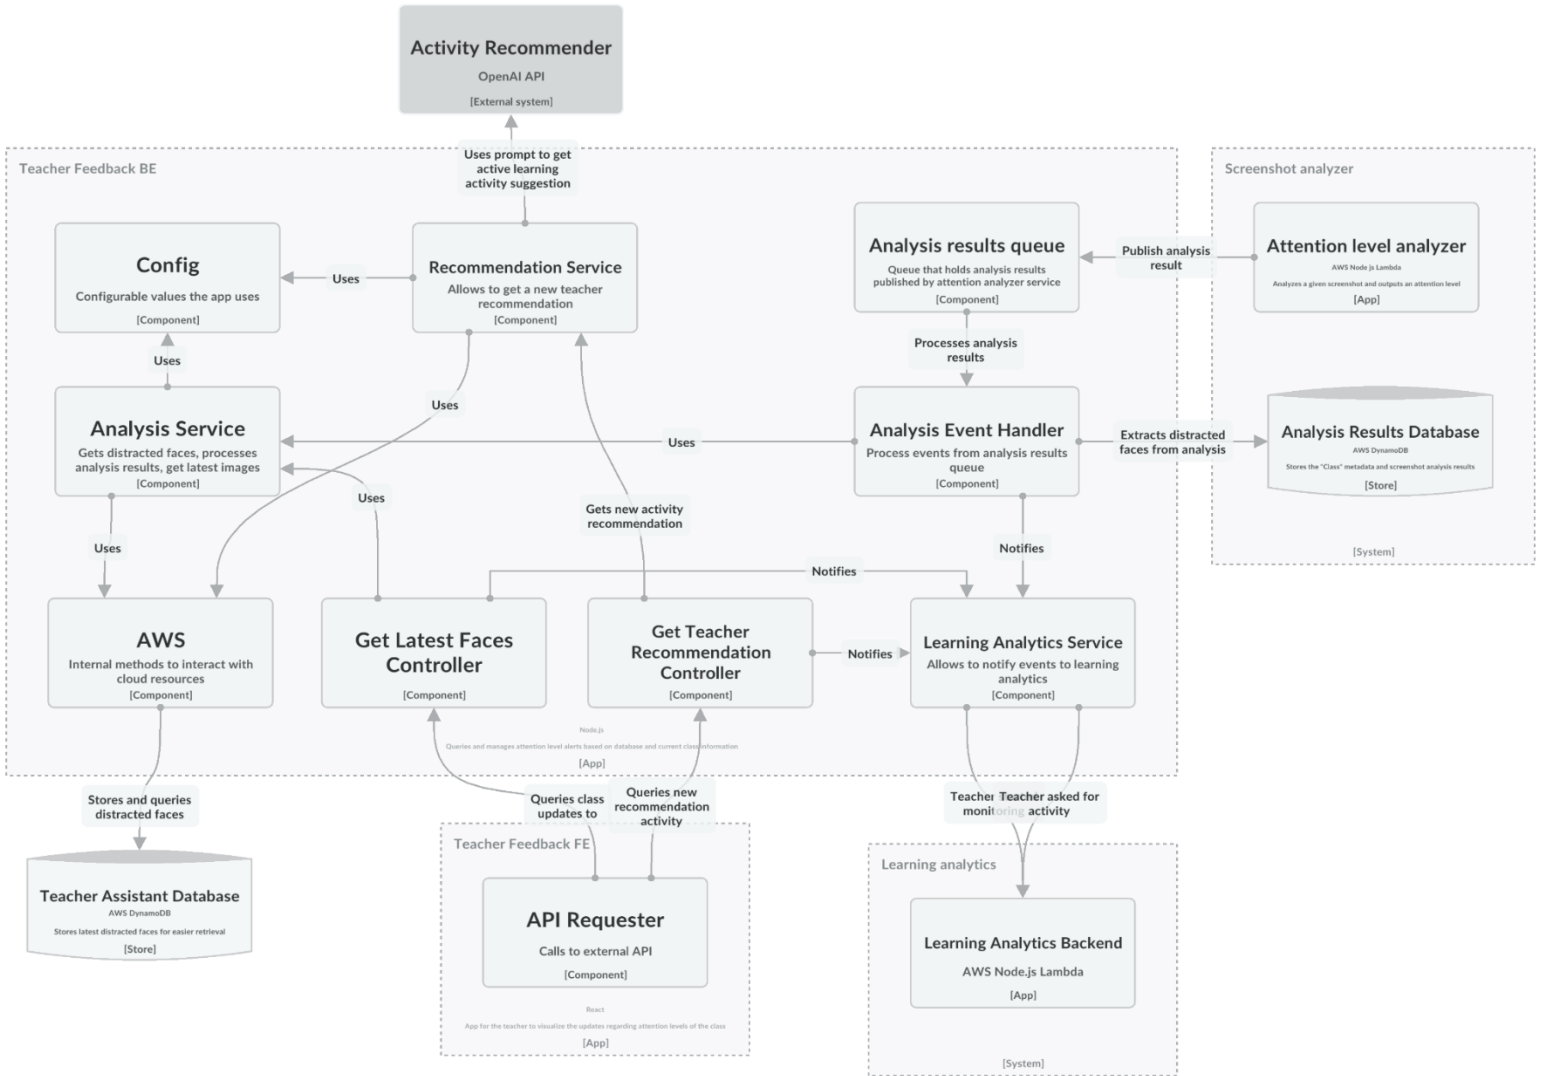 Activity Recommender
OpenAI API
[External system]
Uses prompt to get
active learning
activity suggestion
Teacher Feedback BE
Config
Configurable values the app uses
[Component]
Uses
Recommendation Service
Allows to get a new teacher
recommendation
[Component]
Analysis results queue
Queue that holds analysis results
published by attention analyzer service
[Component]
Publish analysis
result
Screenshot analyzer
Attention level analyzer
AWS Node js Lambda
Analyzes a given screenshot and outputs an attention level
[App]
Uses
Processes analysis
results
Analysis Service
Gets distracted faces, processes
analysis results, get latest images
[Component]
Uses
Uses
Analysis Event Handler
Process events from analysis results
queue
[Component]
Extracts distracted
faces from analysis
Analysis Results Database
AWS DynamoDB
Stores the "Class" metadata and screenshot analysis results
[Store]
[System]
Uses
Uses
Gets new activity
recommendation
Notifies
Notifies
AWS
Internal methods to interact with
cloud resources
[Component]
Get Latest Faces
Controller
[Component]
Get Teacher
Recommendation
Controller
[Component]
Notifies
Learning Analytics Service
Allows to notify events to learning
analytics
[Component]
Node.js
Queries and manages attention level alerts based on database and current class information
[App]
Stores and queries
distracted faces
Queries class
updates to
Queries new
recommendation
activity
Teacher
Teacher asked for
activity
Teacher Assistant Database
AWS DynamoDB
Stores latest distracted faces for easier retrieval
[Store]
Teacher Feedback FE
API Requester
Calls to external API
[Component]
React
App for the teacher to visualize the updates regarding attention levels of the class
[App]
Learning analytics
Learning Analytics Backend
AWS Node.js Lambda
[App]
[System]